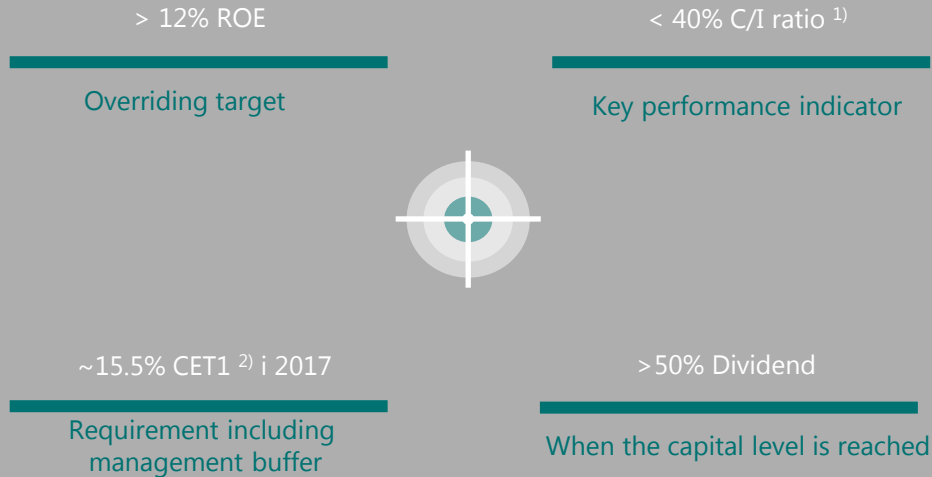 > 12% ROE
Overriding target
< 40% C/I ratio 1)
Key performance indicator
~15.5% CET1 2) i 2017
Requirement including
management buffer
>50% Dividend
When the capital level is reached